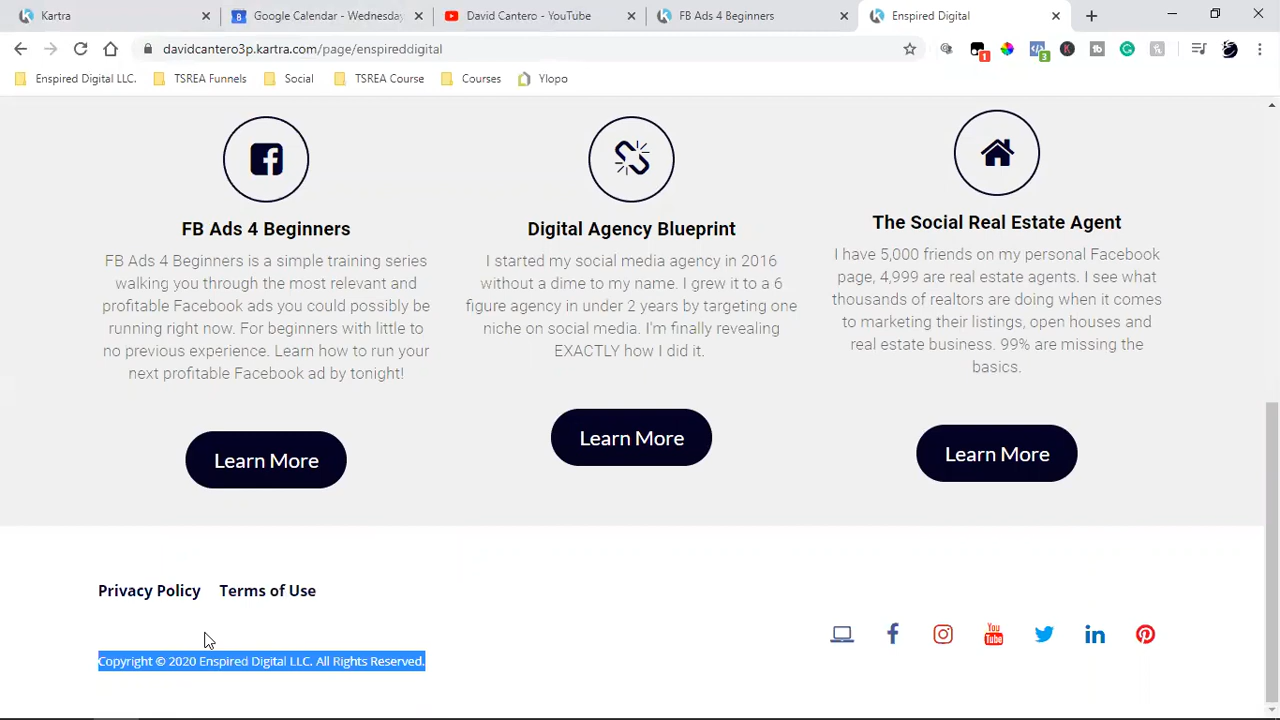 Kartra
Google Calendar - Wednesday,
David Cantero - YouTube
FB Ads 4 Beginners
Enspired Digital
davidcantero3p.kartra.com/page/enspireddigital
1
3
Enspired Digital LLC.
TSREA Funnels
Social
TSREA Course
Courses
Ylopo
FB Ads 4 Beginners
FB Ads 4 Beginners is a simple training series
walking you through the most relevant and
profitable Facebook ads you could possibly be
running right now. For beginners with little to
no previous experience. Learn how to run your
next profitable Facebook ad by tonight!
Learn More
Digital Agency Blueprint
I started my social media agency in 2016
without a dime to my name. I grew it to a 6
figure agency in under 2 years by targeting one
niche on social media. I'm finally revealing
EXACTLY how I did it.
Learn More
The Social Real Estate Agent
I have 5,000 friends on my personal Facebook
page, 4,999 are real estate agents. I see what
thousands of realtors are doing when it comes
to marketing their listings, open houses and
real estate business. 99% are missing the
basics.
Learn More
Privacy Policy
Terms of Use
Copyright © 2020 Enspired Digital LLC. All Rights Reserved.
You
Tube